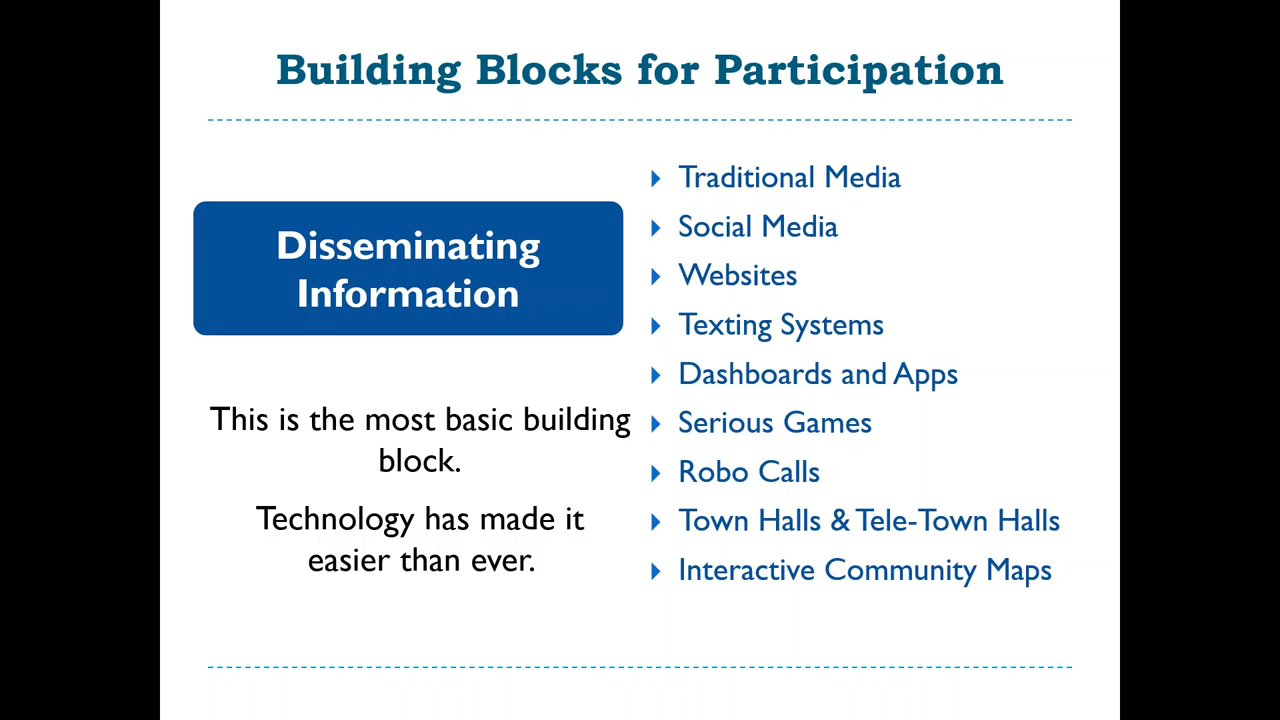 Building Blocks for Participation
Disseminating
Information
This is the most basic building
block.
Technology has made it
easier than ever.
Traditional Media
Social Media
Websites
Texting Systems
Dashboards and Apps
Serious Games
Robo Calls
Town Halls & Tele-Town Halls
Interactive Community Maps